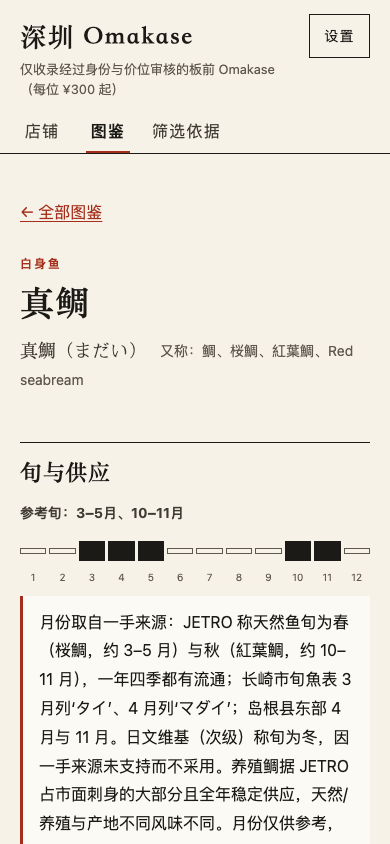 深圳 Omakase
设置
仅收录经过身份与价位审核的板前 Omakase
（每位 ¥300 起）
店铺 图鉴 筛选依据
← 全部图鉴
白身鱼
真鲷
真鯛（まだい） 又称：鲷、桜鯛、紅葉鯛、Red
seabream
旬与供应
参考旬：3–5月、10–11月
1 2 3 4 5 6 7 8 9 10 11 12
月份取自一手来源：JETRO 称天然鱼旬为春
（桜鯛，约 3–5 月）与秋（紅葉鯛，约 10–
11 月），一年四季都有流通；长崎市旬魚表 3
月列‘タイ’、4 月列‘マダイ’；岛根县东部 4
月与 11 月。日文维基（次级）称旬为冬，因
一手来源未支持而不采用。养殖鲷据 JETRO
占市面刺身的大部分且全年稳定供应，天然/
养殖与产地不同风味不同。月份仅供参考，